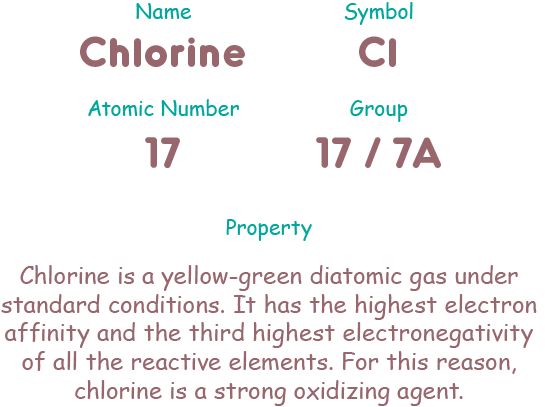 Name Symbol
Chlorine Cl
Atomic Number Group
17 17 / 7A
Property
Chlorine is a yellow-green diatomic gas under
standard conditions. It has the highest electron
affinity and the third highest electronegativity
of all the reactive elements. For this reason,
chlorine is a strong oxidizing agent.